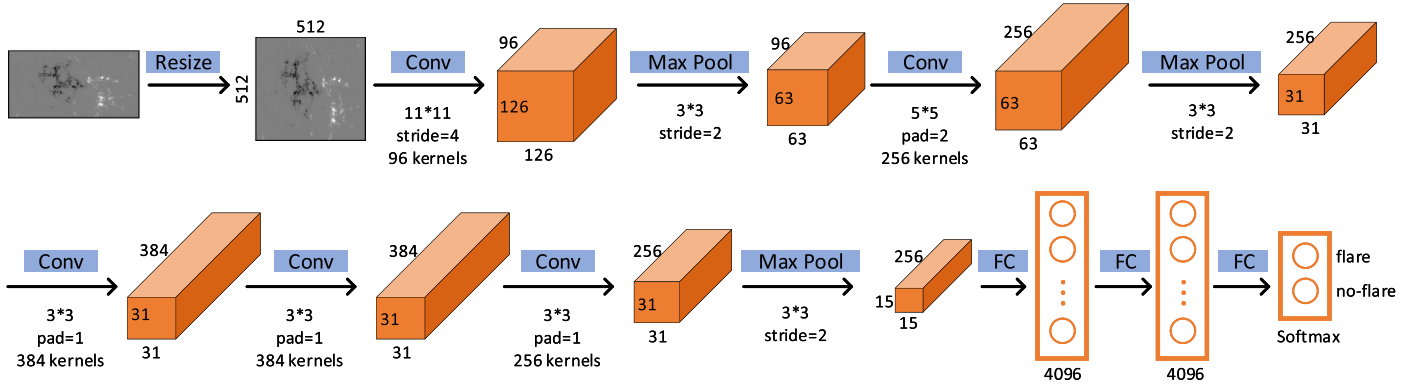 512
512
Resize
Conv
11*11
stride=4
96 kernels
96
126
126
Max Pool
3*3
stride=2
96
63
63
Conv
5*5
pad=2
256 kernels
256
63
63
Max Pool
3*3
stride=2
256
31
31
Conv
3*3
pad=1
384 kernels
384
31
31
Conv
3*3
pad=1
384 kernels
384
31
31
Conv
3*3
pad=1
256 kernels
256
31
31
Max Pool
3*3
stride=2
256
15
15
FC
4096
FC
4096
FC
flare
no-flare
Softmax